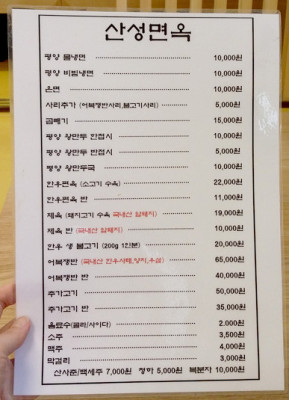 산성면옥
평양 물냉면 10,000원
평양 비빔냉면 10,000원
온면 10,000원
사리추가 (어복쟁반사리,불고기사리) 5,000원
곱빼기 15,000원
평양 왕만두 한접시 10,000원
평양 왕만두 반접시 5,000원
평양 왕만두국 10,000원
한우편육 (소고기 수육) 22,000원
한우편육 반 11,000원
제육 (돼지고기 수육 국내산 암퇘지) 19,000원
제육 반 (국내산 암퇘지) 10,000원
한우 생 불고기 (200g 1인분) 20,000원
어복쟁반 (국내산 한우사태,양지,우설) 65,000원
어복쟁반 반 40,000원
추가고기 50,000원
추가고기 반 35,000원
음료수(콜라/사이다) 2,000원
소주 3,500원
맥주 4,000원
막걸리 3,000원
산사춘/백세주 7,000원 청하 5,000원 복분자 10,000원